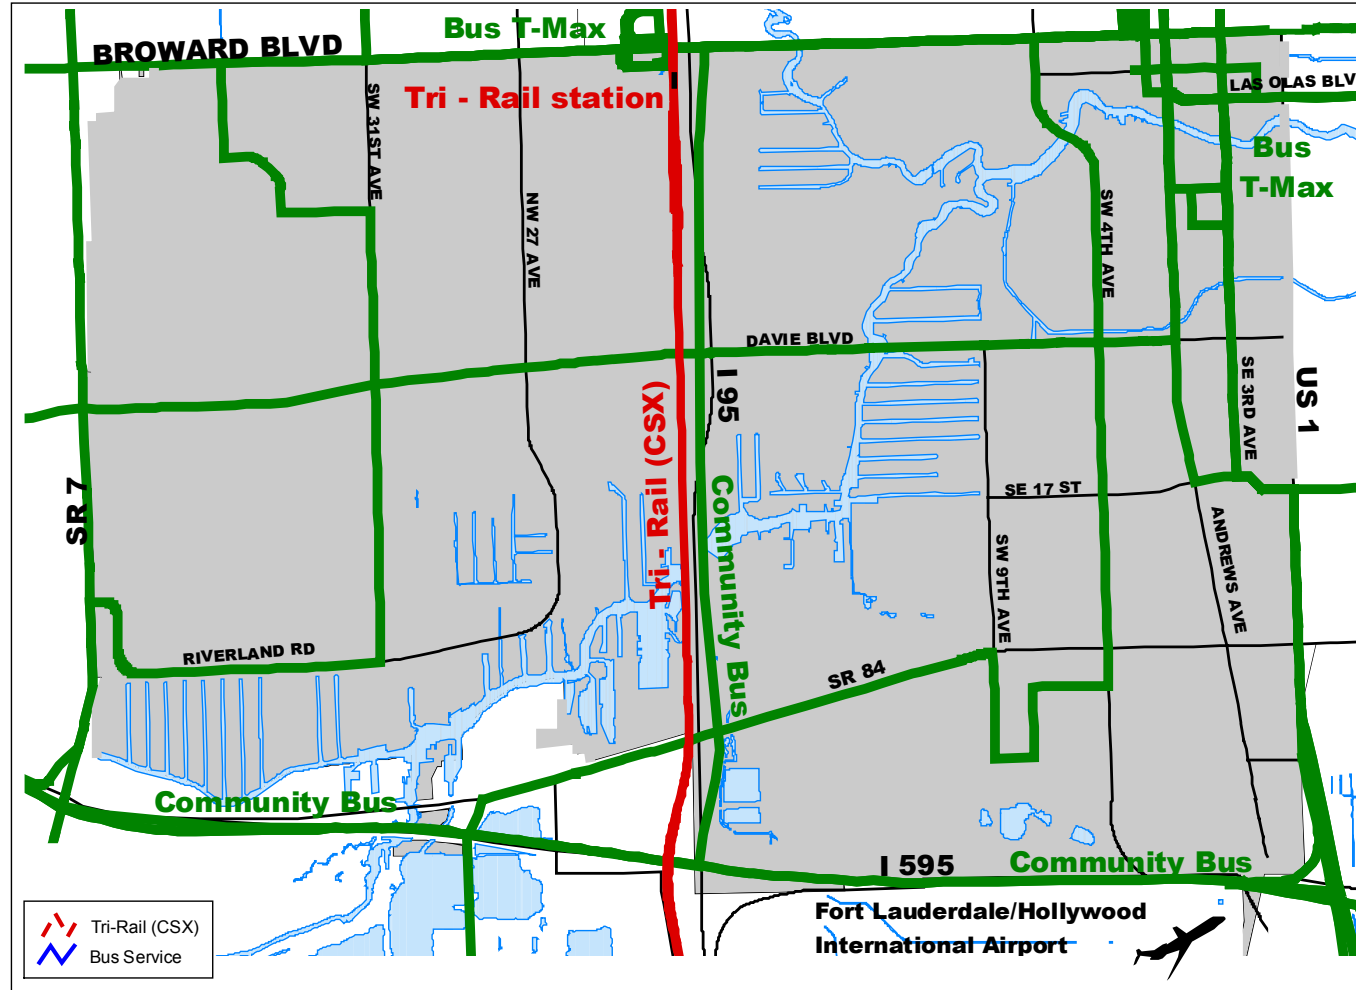 Bus T-Max
BROWARD BLVD
Tri - Rail station
LAS OLAS BLV
SW 31ST AVE
Bus
T-Max
NW 27 AVE
SW 4TH AVE
DAVIE BLVD
I 95
SE 3RD AVE
US 1
Tri - Rail (CSX)
SR 7
Community Bus
SE 17 ST
ANDREWS AVE
SW 9TH AVE
RIVERLAND RD
SR 84
Community Bus
I 595
Community Bus
Fort Lauderdale/Hollywood
International Airport
Tri-Rail (CSX)
Bus Service